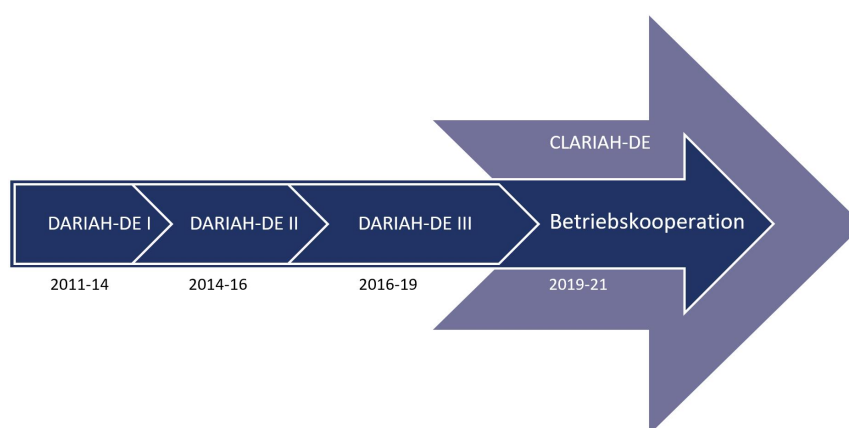 CLARIAH-DE
DARIAH-DE I
DARIAH-DE II
DARIAH-DE III
Betriebskooperation
2011-14
2014-16
2016-19
2019-21